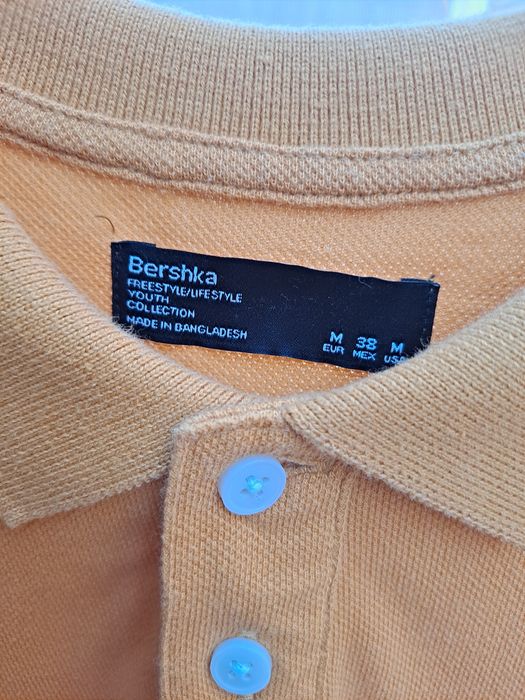 Bershka
FREESTYLE/LIFESTYLE
YOUTH
COLLECTION
MADE IN BANGLADESH
M 38 M
EUR MEX USA